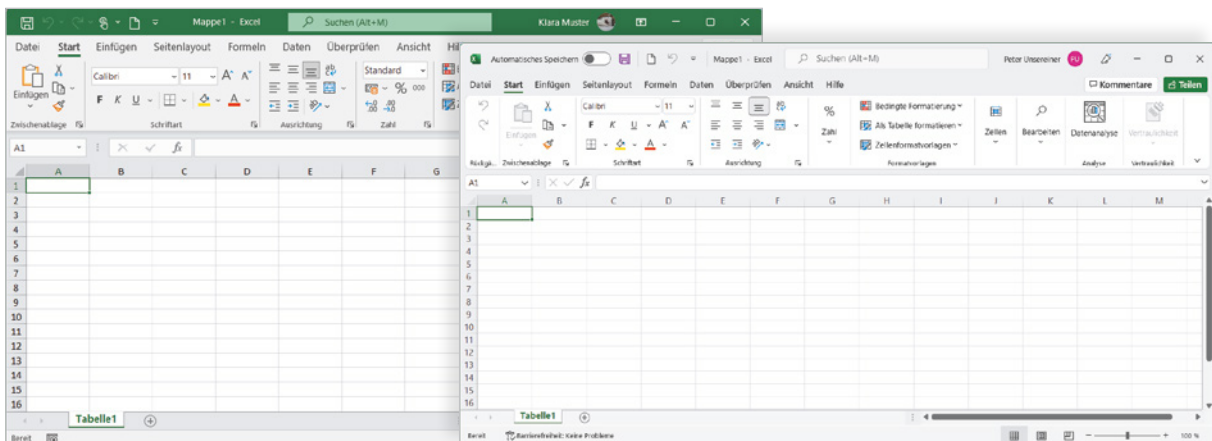 Mappe1 - Excel
Suchen (Alt+M)
Klara Muster
Datei Start Einfügen Seitenlayout Formeln Daten Überprüfen Ansicht
Calibri 11 A A Standard
Einfügen
F K U A % 000
Zwischenablage Schriftart Ausrichtung Zahl
A1 fx
A B C D E F G
1
2
3
4
5
6
7
8
9
10
11
12
13
14
15
16
Tabelle1
Bereit
Automatisches Speichern Mappe1 - Excel Suchen (Alt+M) Peter Unsereiner PU
Datei Start Einfügen Seitenlayout Formeln Daten Überprüfen Ansicht Hilfe Kommentare Teilen
Calibri 11 % Bedingte Formatierung
Einfügen F K U A A Zahl Als Tabelle formatieren Zellen Bearbeiten Datenanalyse Vertraulichkeit
A Zellenformatvorlagen
Rückgä... Zwischenablage Schriftart Ausrichtung Formatvorlagen Analyse Vertraulichkeit
A1 fx
A B C D E F G H I J K L M
1
2
3
4
5
6
7
8
9
10
11
12
13
14
15
16
Tabelle1
Bereit Barrierefreiheit: Keine Probleme 100 %